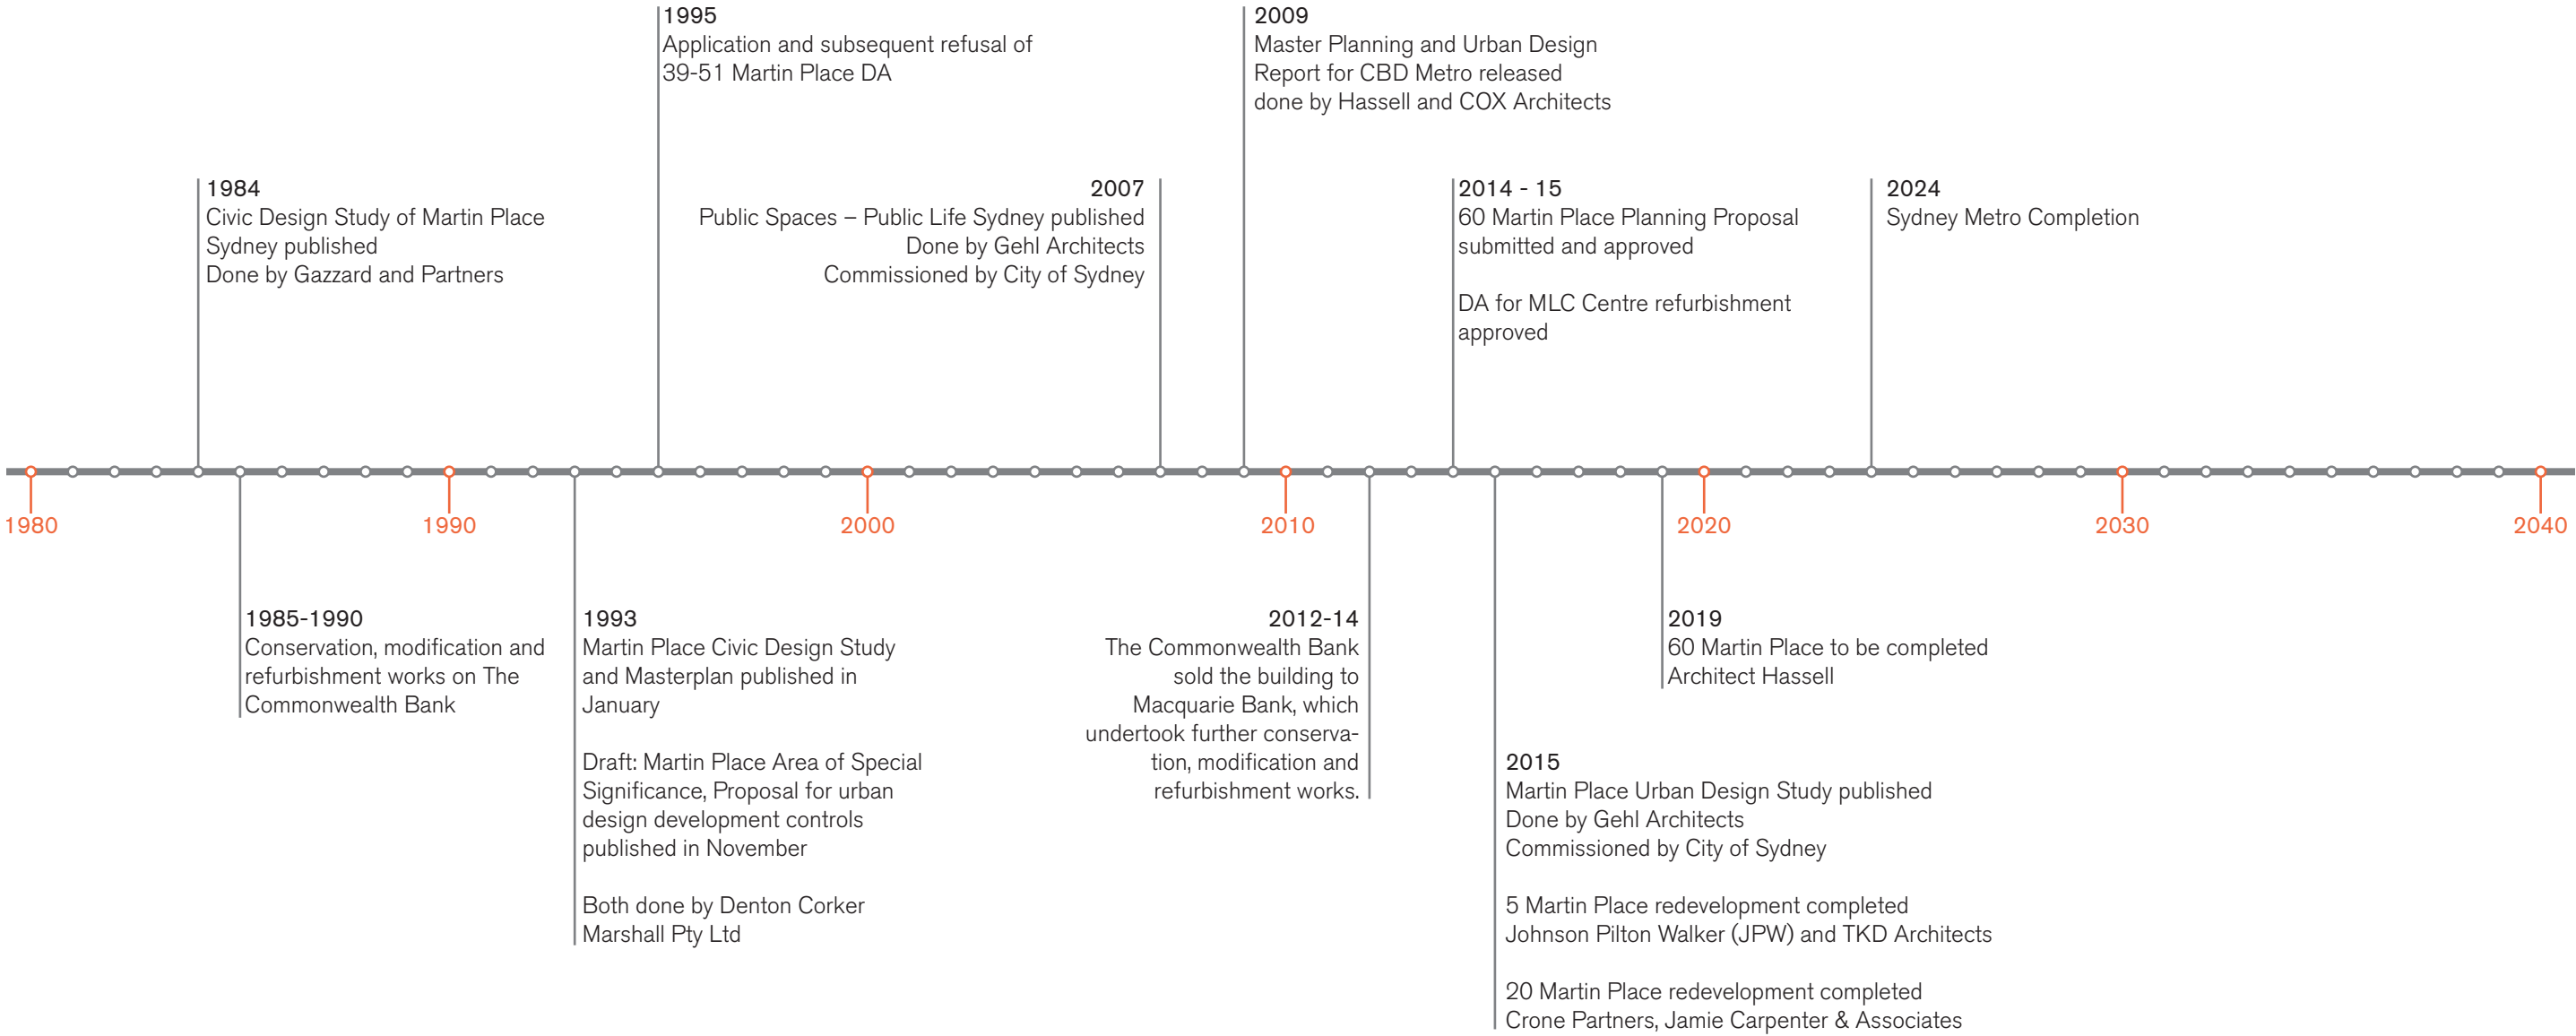 1995
Application and subsequent refusal of
39-51 Martin Place DA
2009
Master Planning and Urban Design
Report for CBD Metro released
done by Hassell and COX Architects
1984
Civic Design Study of Martin Place
Sydney published
Done by Gazzard and Partners
2007
Public Spaces – Public Life Sydney published
Done by Gehl Architects
Commissioned by City of Sydney
2014 - 15
60 Martin Place Planning Proposal
submitted and approved
DA for MLC Centre refurbishment
approved
2024
Sydney Metro Completion
1980
1990
2000
2010
2020
2030
2040
1985-1990
Conservation, modification and
refurbishment works on The
Commonwealth Bank
1993
Martin Place Civic Design Study
and Masterplan published in
January
Draft: Martin Place Area of Special
Significance, Proposal for urban
design development controls
published in November
Both done by Denton Corker
Marshall Pty Ltd
2012-14
The Commonwealth Bank
sold the building to
Macquarie Bank, which
undertook further conserva-
tion, modification and
refurbishment works.
2019
60 Martin Place to be completed
Architect Hassell
2015
Martin Place Urban Design Study published
Done by Gehl Architects
Commissioned by City of Sydney
5 Martin Place redevelopment completed
Johnson Pilton Walker (JPW) and TKD Architects
20 Martin Place redevelopment completed
Crone Partners, Jamie Carpenter & Associates